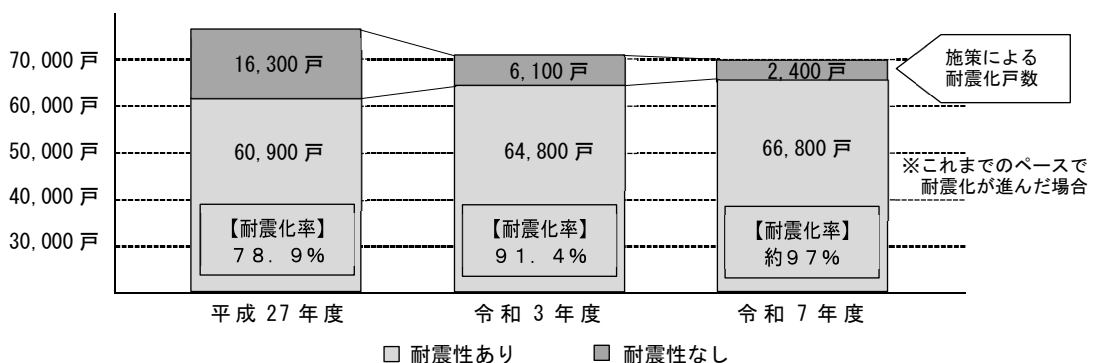 70,000 戸
60,000 戸
50,000 戸
40,000 戸
30,000 戸
16,300 戸
60,900 戸
【耐震化率】
78．9％
6,100 戸
64,800 戸
【耐震化率】
91．4％
2,400 戸
66,800 戸
【耐震化率】
約97％
施策による
耐震化戸数
※これまでのペースで
耐震化が進んだ場合
平成 27 年度
令和 3 年度
令和 7 年度
耐震性あり
耐震性なし